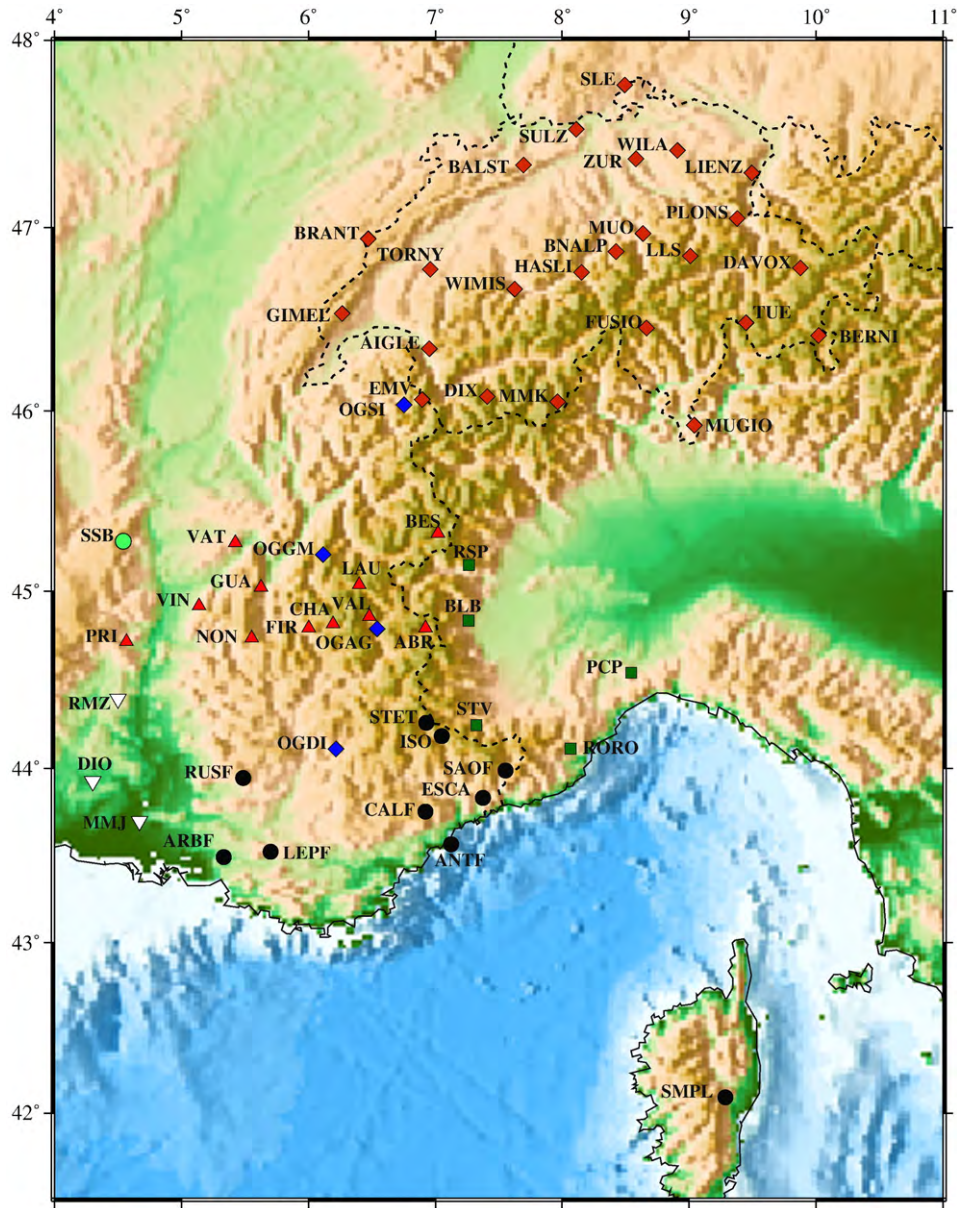 4° 5° 6° 7° 8° 9° 10° 11°
48°
SLE
SULZ
WILA
ZUR
BALST
LIENZ
47°
PLONS
BRANT
MUO
BNALP
LLS
TORNY
HASLI
DAVOX
WIMIS
GIMEL
FUSIO
TUE
BERNI
AIGLE
EMV
DIX
MMK
46°
OGSI
MUGIO
SSB
VAT
BES
OGGM
RSP
LAU
GUA
45°
VIN
CHA
VAL
BLB
PRI
NON
FIR
OGAG
ABR
PCP
RMZ
STET
STV
OGDI
ISO
RORO
44°
DIO
RUSF
SAOF
ESCA
MMJ
CALF
ARBF
LEPF
ANTF
43°
SMPL
42°